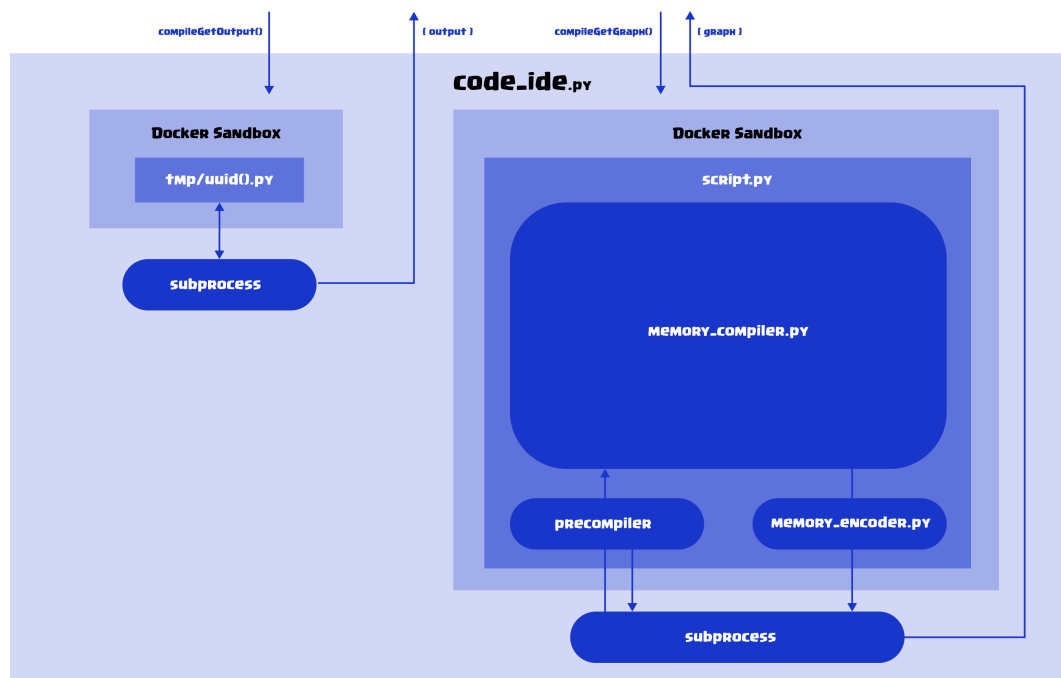 compileGetOutput()
{ output }
compileGetGraph()
{ graph }
code_ide.py
Docker Sandbox
tmp/uuid().py
subprocess
Docker Sandbox
script.py
memory_compiler.py
precompiler
memory_encoder.py
subprocess